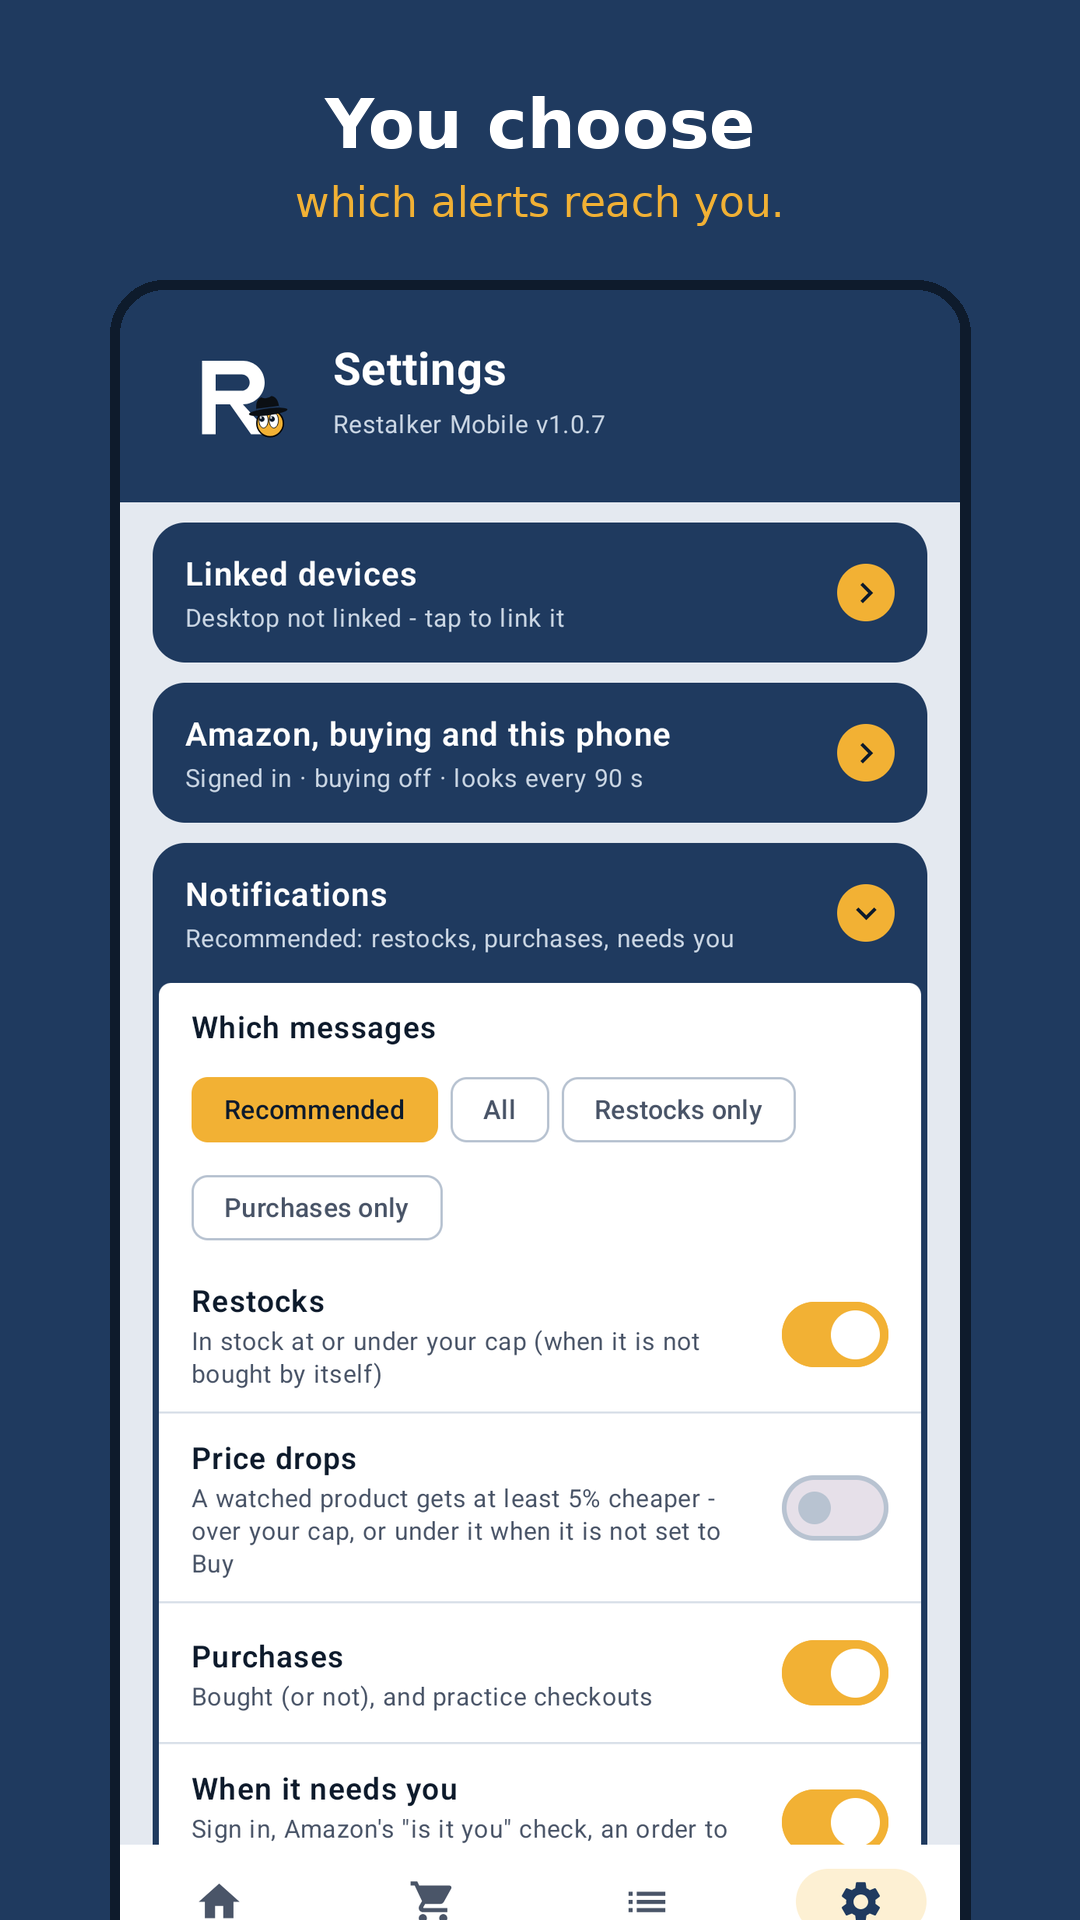 You choose
which alerts reach you.
R
Settings
Restalker Mobile v1.0.7
Linked devices
Desktop not linked - tap to link it
Amazon, buying and this phone
Signed in · buying off · looks every 90 s
Notifications
Recommended: restocks, purchases, needs you
Which messages
Recommended
All
Restocks only
Purchases only
Restocks
In stock at or under your cap (when it is not
bought by itself)
Price drops
A watched product gets at least 5% cheaper -
over your cap, or under it when it is not set to
Buy
Purchases
Bought (or not), and practice checkouts
When it needs you
Sign in, Amazon's "is it you" check, an order to